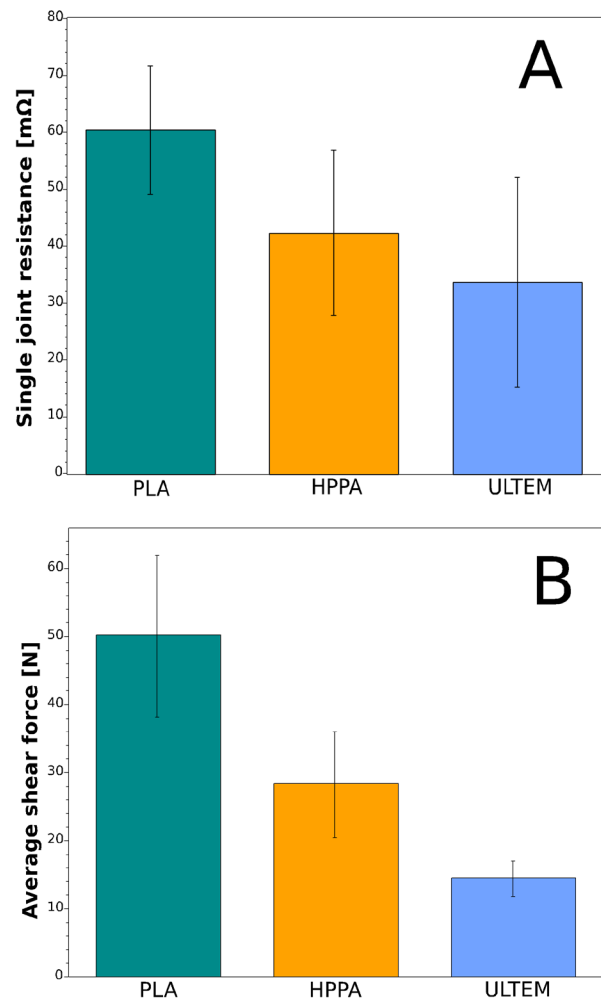 A
Single joint resistance [mΩ]
80
70
60
50
40
30
20
10
0
PLA HPPA ULTEM
B
Average shear force [N]
60
50
40
30
20
10
0
PLA HPPA ULTEM